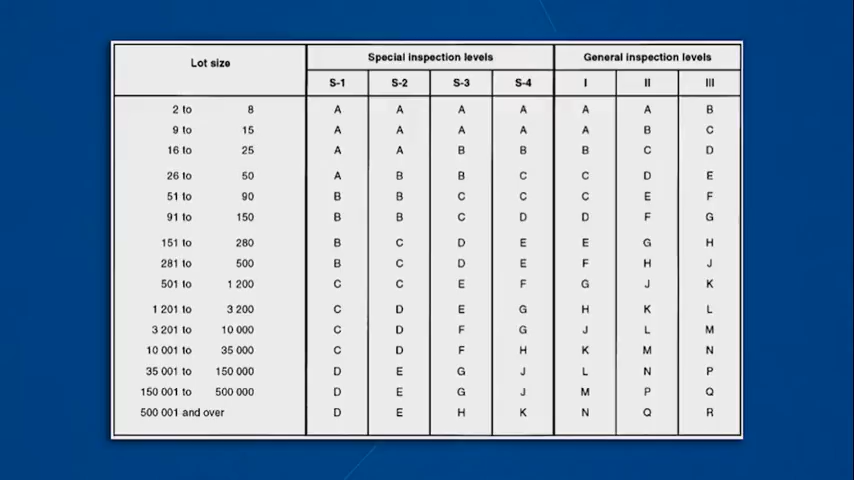 Lot size Special inspection levels General inspection levels
S-1 S-2 S-3 S-4 I II III
2 to 8 A A A A A A B
9 to 15 A A A A A B C
16 to 25 A A B B B C D
26 to 50 A B B C C D E
51 to 90 B B C C C E F
91 to 150 B B C D D F G
151 to 280 B C D E E G H
281 to 500 B C D E F H J
501 to 1 200 C C E F G J K
1 201 to 3 200 C D E G H K L
3 201 to 10 000 C D F G J L M
10 001 to 35 000 C D F H K M N
35 001 to 150 000 D E G J L N P
150 001 to 500 000 D E G J M P Q
500 001 and over D E H K N Q R